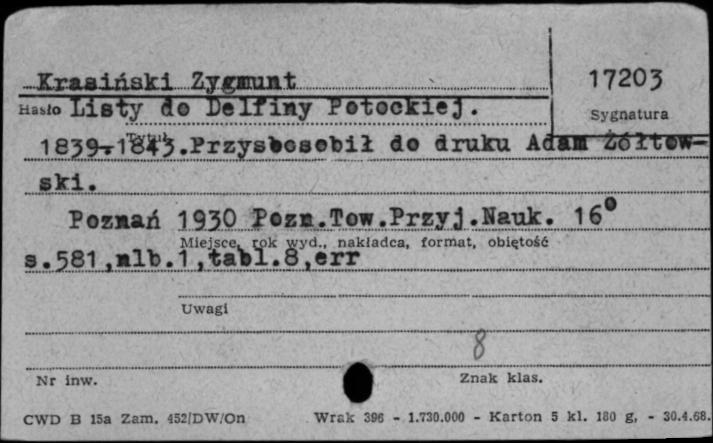 Krasiński Zygmunt
17203
Hasło Listy do Delfiny Potockiej.
Sygnatura
Tytuł
1839-1843.Przysbosobił do druku Adam Żółtow-
ski.
Poznań 1930 Pozn.Tow.Przyj.Nauk. 16°
Miejsce, rok wyd., nakładca, format, objętość
s.581,nlb.1,tabl.8,err
Uwagi
8
Nr inw.
Znak klas.
CWD B 15a Zam. 452/DW/On Wrak 396 - 1.730.000 - Karton 5 kl. 180 g. - 30.4.68.